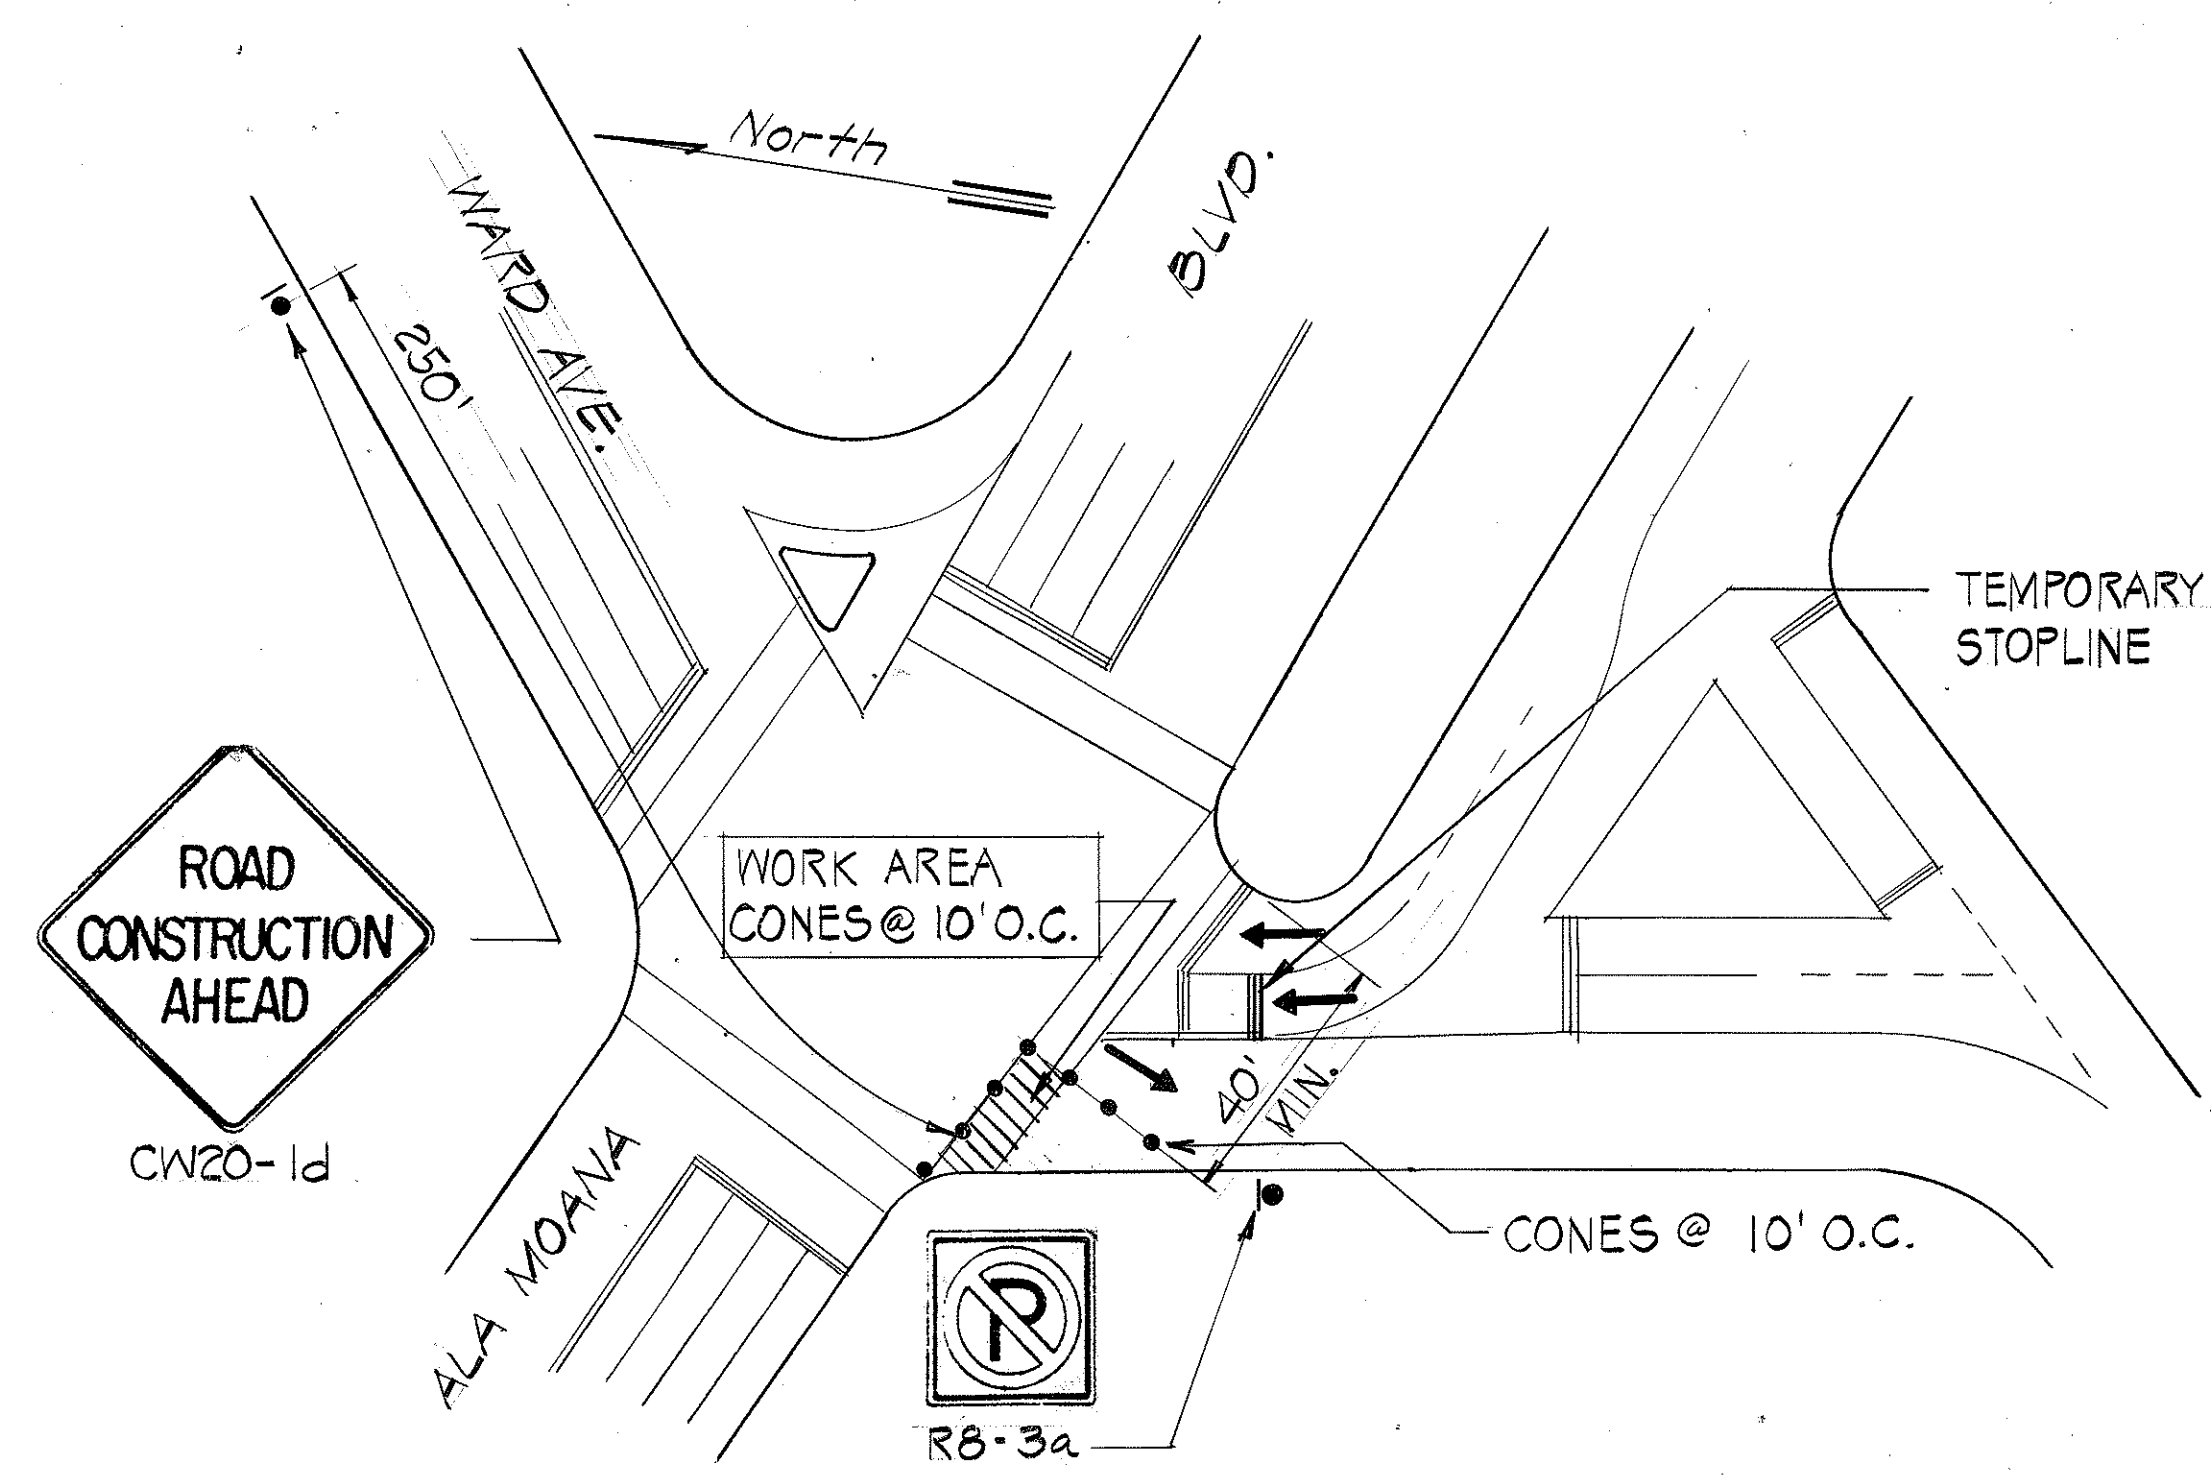 North
WARD AVE.
BLVD.
250'
TEMPORARY
STOPLINE
ROAD
CONSTRUCTION
AHEAD
CW20-1d
WORK AREA
CONES @ 10' O.C.
40'
MIN.
ALA MOANA
CONES @ 10' O.C.
P
R8-3a